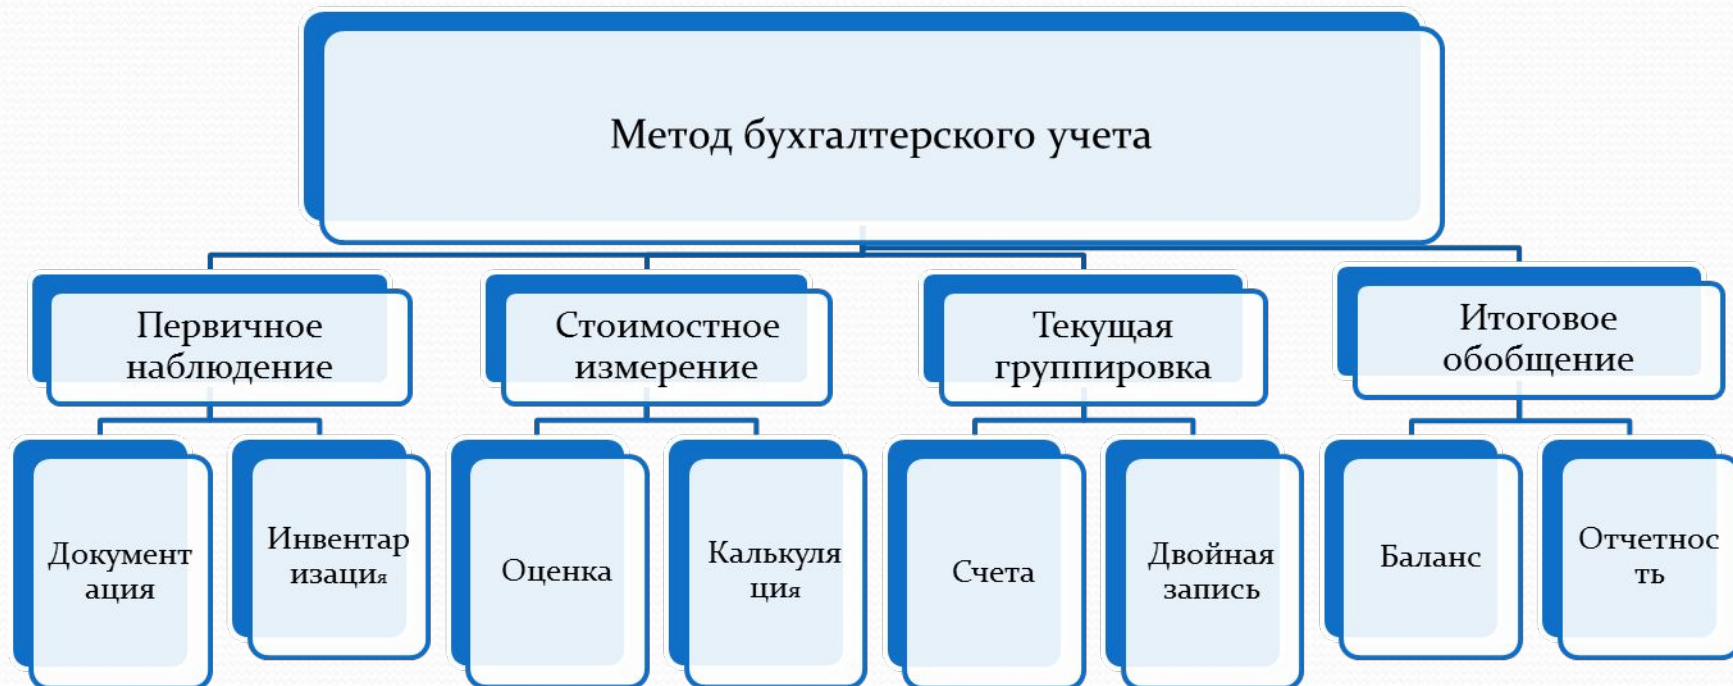 Метод бухгалтерского учета
Первичное
наблюдение
Стоимостное
измерение
Текущая
группировка
Итоговое
обобщение
Документ
ация
Инвентар
изация
Оценка
Калькуля
ция
Счета
Двойная
запись
Баланс
Отчетнос
ть